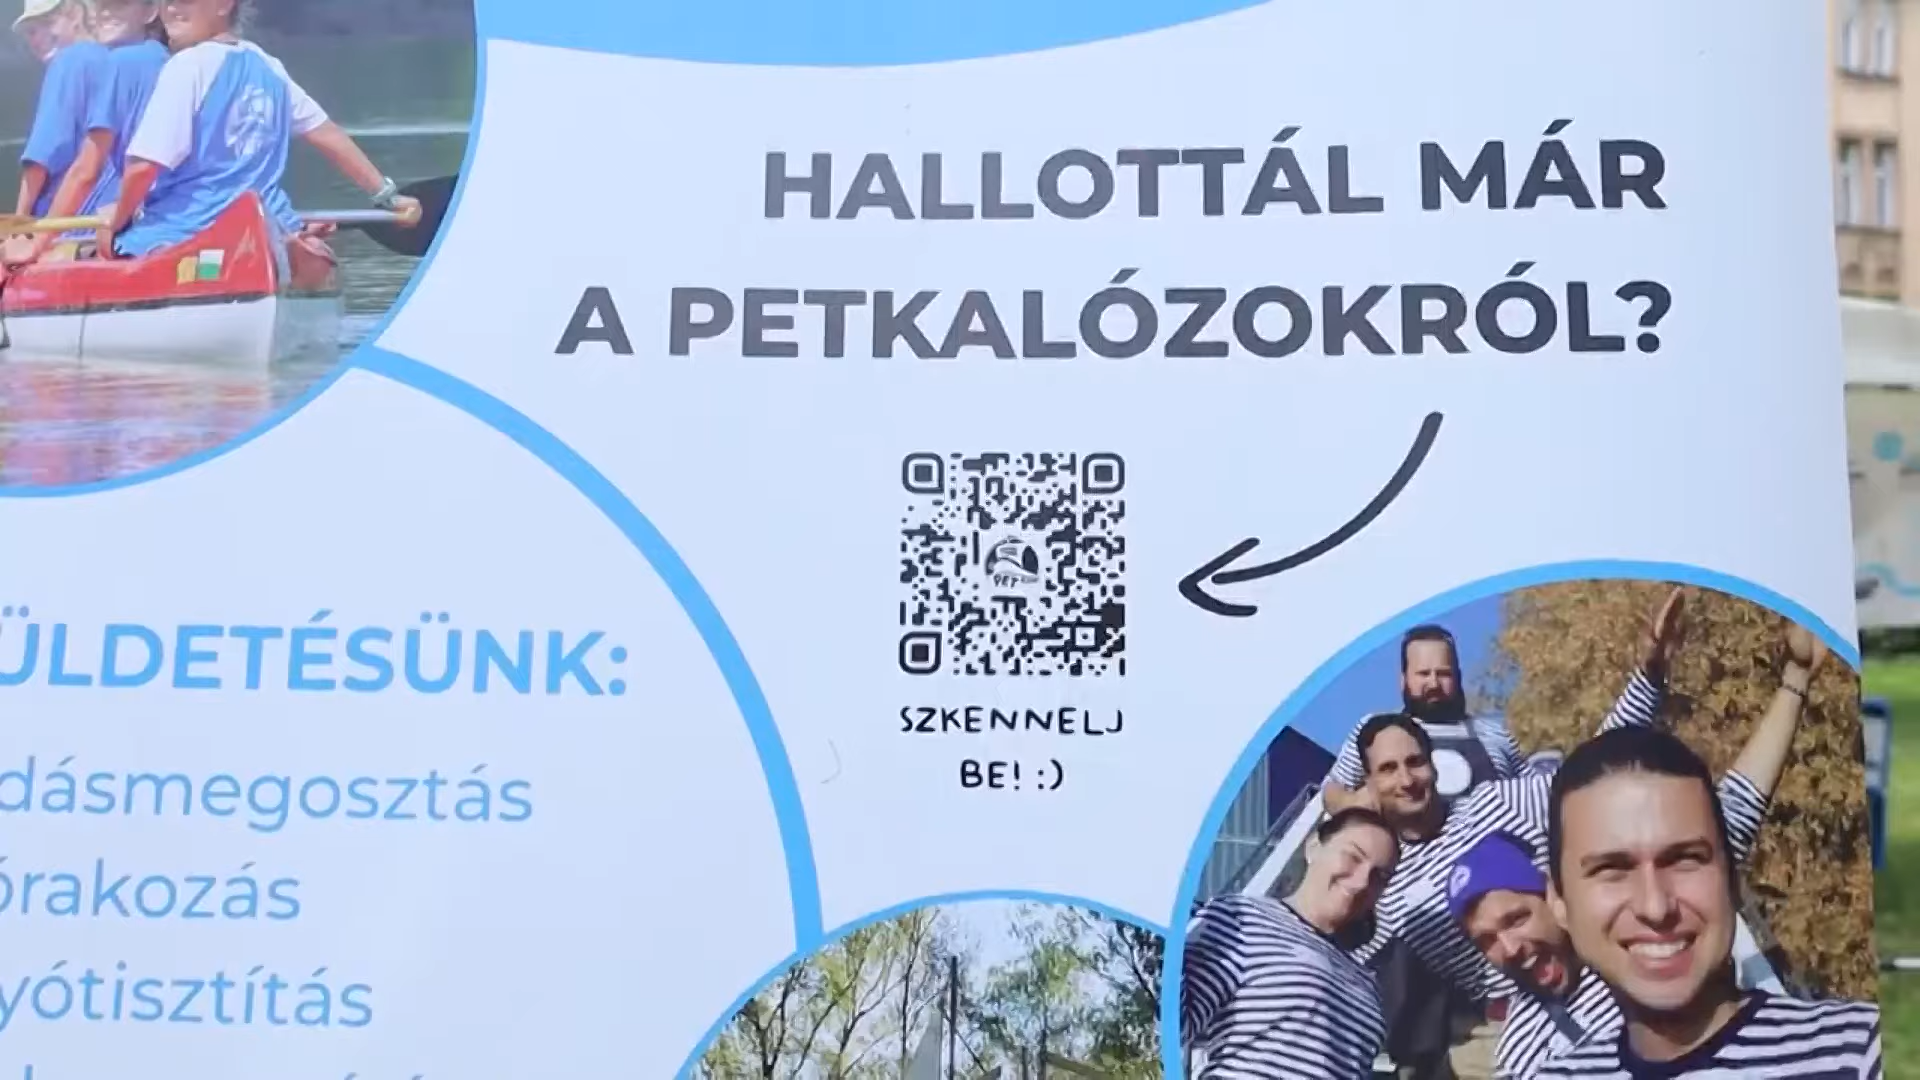 HALLOTTÁL MÁR
A PETKALÓZOKRÓL?
SZKENNELJ
BE! :)
ÜLDETÉSÜNK:
dásmegosztás
órakozás
yótisztítás